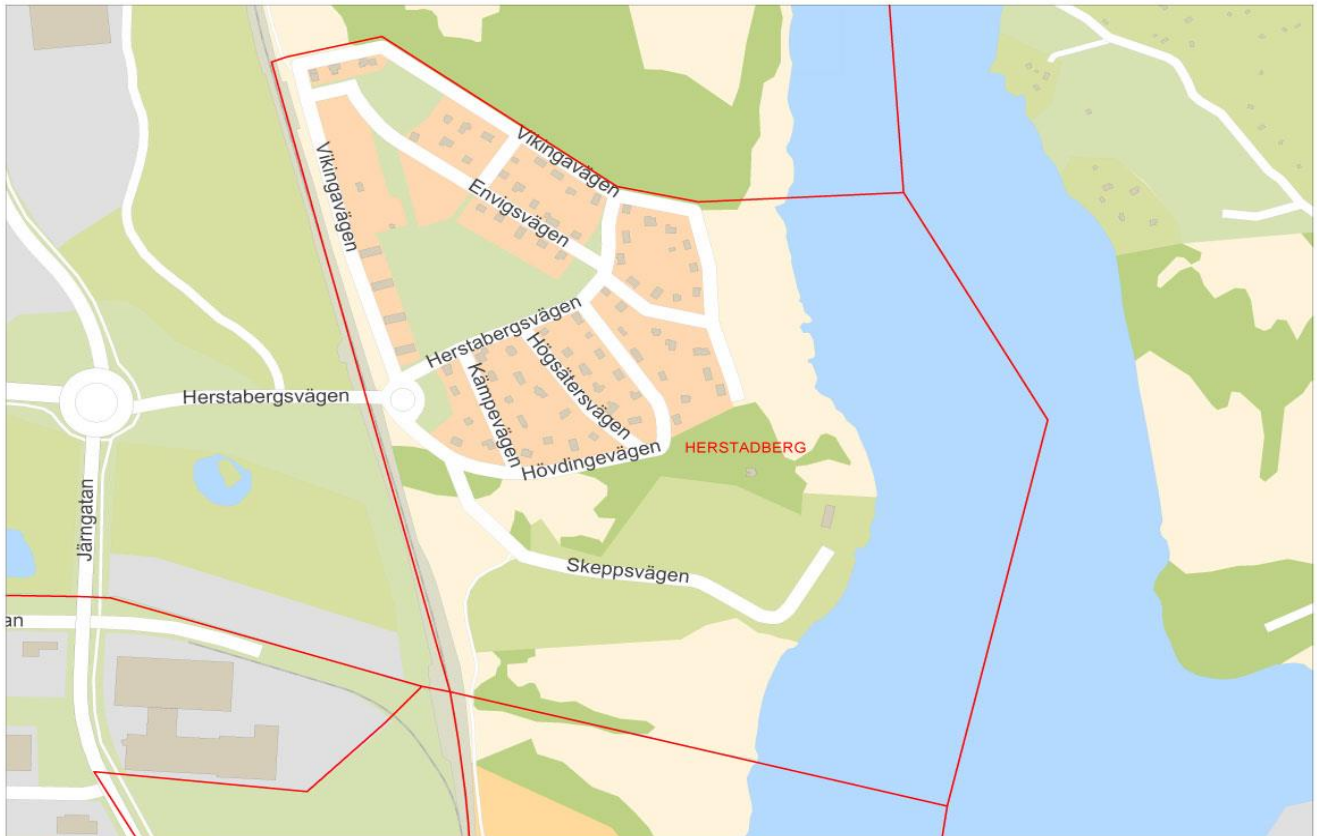 Vikingavägen
Vikingavägen
Envigsvägen
Herstabergsvägen
Herstabergsvägen
Högsätersvägen
Kämpevägen
HERSTADBERG
Hövdingevägen
Järngatan
Skeppsvägen
an